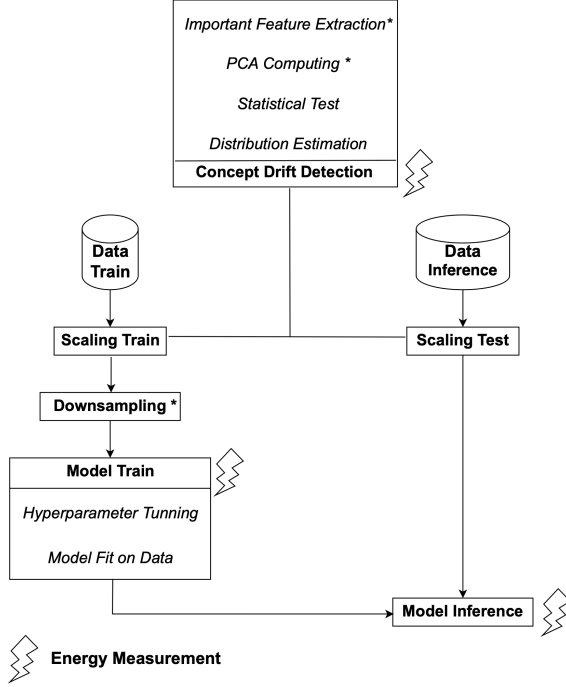 Important Feature Extraction*
PCA Computing *
Statistical Test
Distribution Estimation
Concept Drift Detection
Data
Train
Data
Inference
Scaling Train
Scaling Test
Downsampling *
Model Train
Hyperparameter Tunning
Model Fit on Data
Model Inference
Energy Measurement